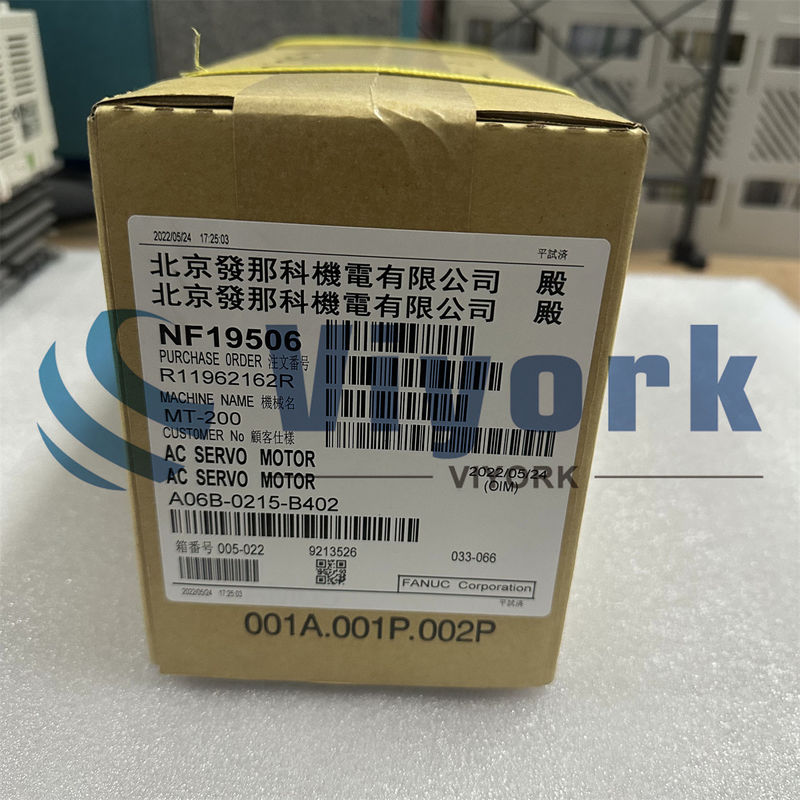 2022/05/24 17:25:03
平試済
北京發那科機電有限公司 殿
北京發那科機電有限公司 殿
NF19506
PURCHASE ORDER 注文番号
R11962162R
MACHINE NAME 機械名
MT-200
CUSTOMER No 顧客仕様
AC SERVO MOTOR
AC SERVO MOTOR
2022/05/24
(OIM)
A06B-0215-B402
箱番号 005-022 9213526 033-066
FANUC Corporation
2022/05/24 17:25:03
平試済
001A.001P.002P
Viyork
VIYORK